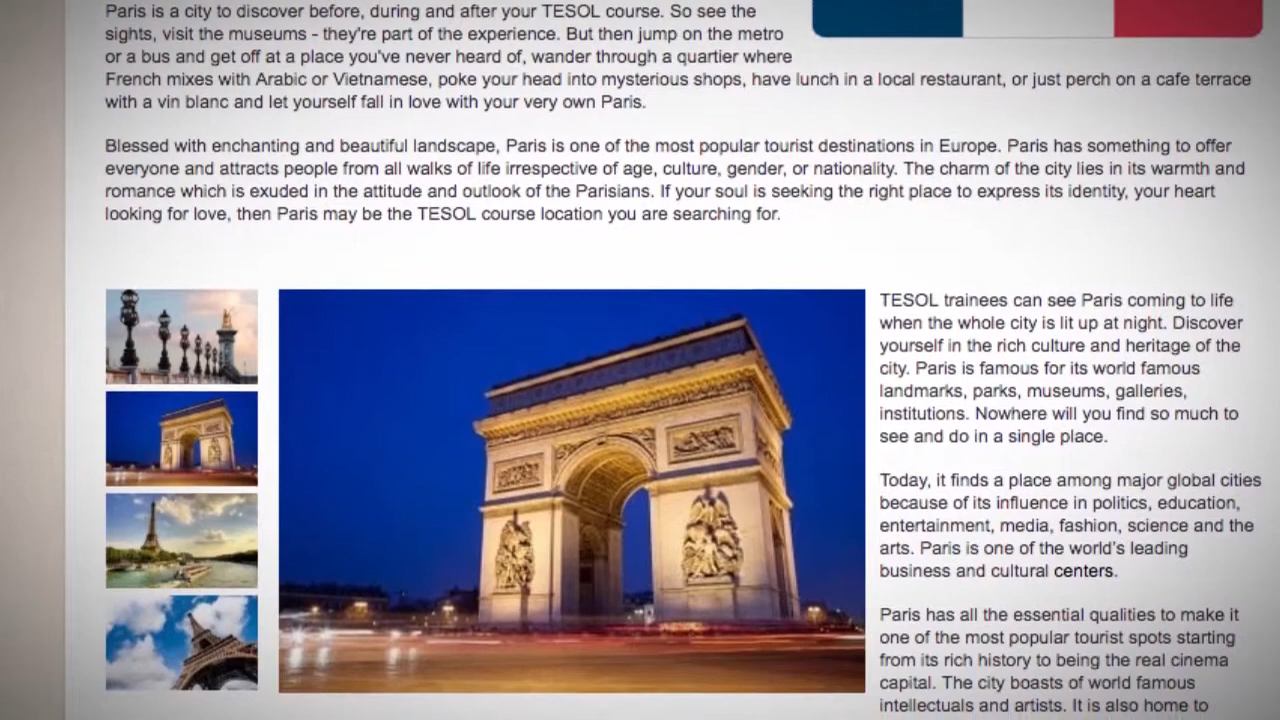 Paris is a city to discover before, during and after your TESOL course. So see the
sights, visit the museums - they're part of the experience. But then jump on the metro
or a bus and get off at a place you've never heard of, wander through a quartier where
French mixes with Arabic or Vietnamese, poke your head into mysterious shops, have lunch in a local restaurant, or just perch on a cafe terrace
with a vin blanc and let yourself fall in love with your very own Paris.
Blessed with enchanting and beautiful landscape, Paris is one of the most popular tourist destinations in Europe. Paris has something to offer
everyone and attracts people from all walks of life irrespective of age, culture, gender, or nationality. The charm of the city lies in its warmth and
romance which is exuded in the attitude and outlook of the Parisians. If your soul is seeking the right place to express its identity, your heart
looking for love, then Paris may be the TESOL course location you are searching for.
TESOL trainees can see Paris coming to life
when the whole city is lit up at night. Discover
yourself in the rich culture and heritage of the
city. Paris is famous for its world famous
landmarks, parks, museums, galleries,
institutions. Nowhere will you find so much to
see and do in a single place.
Today, it finds a place among major global cities
because of its influence in politics, education,
entertainment, media, fashion, science and the
arts. Paris is one of the world's leading
business and cultural centers.
Paris has all the essential qualities to make it
one of the most popular tourist spots starting
from its rich history to being the real cinema
capital. The city boasts of world famous
intellectuals and artists. It is also home to